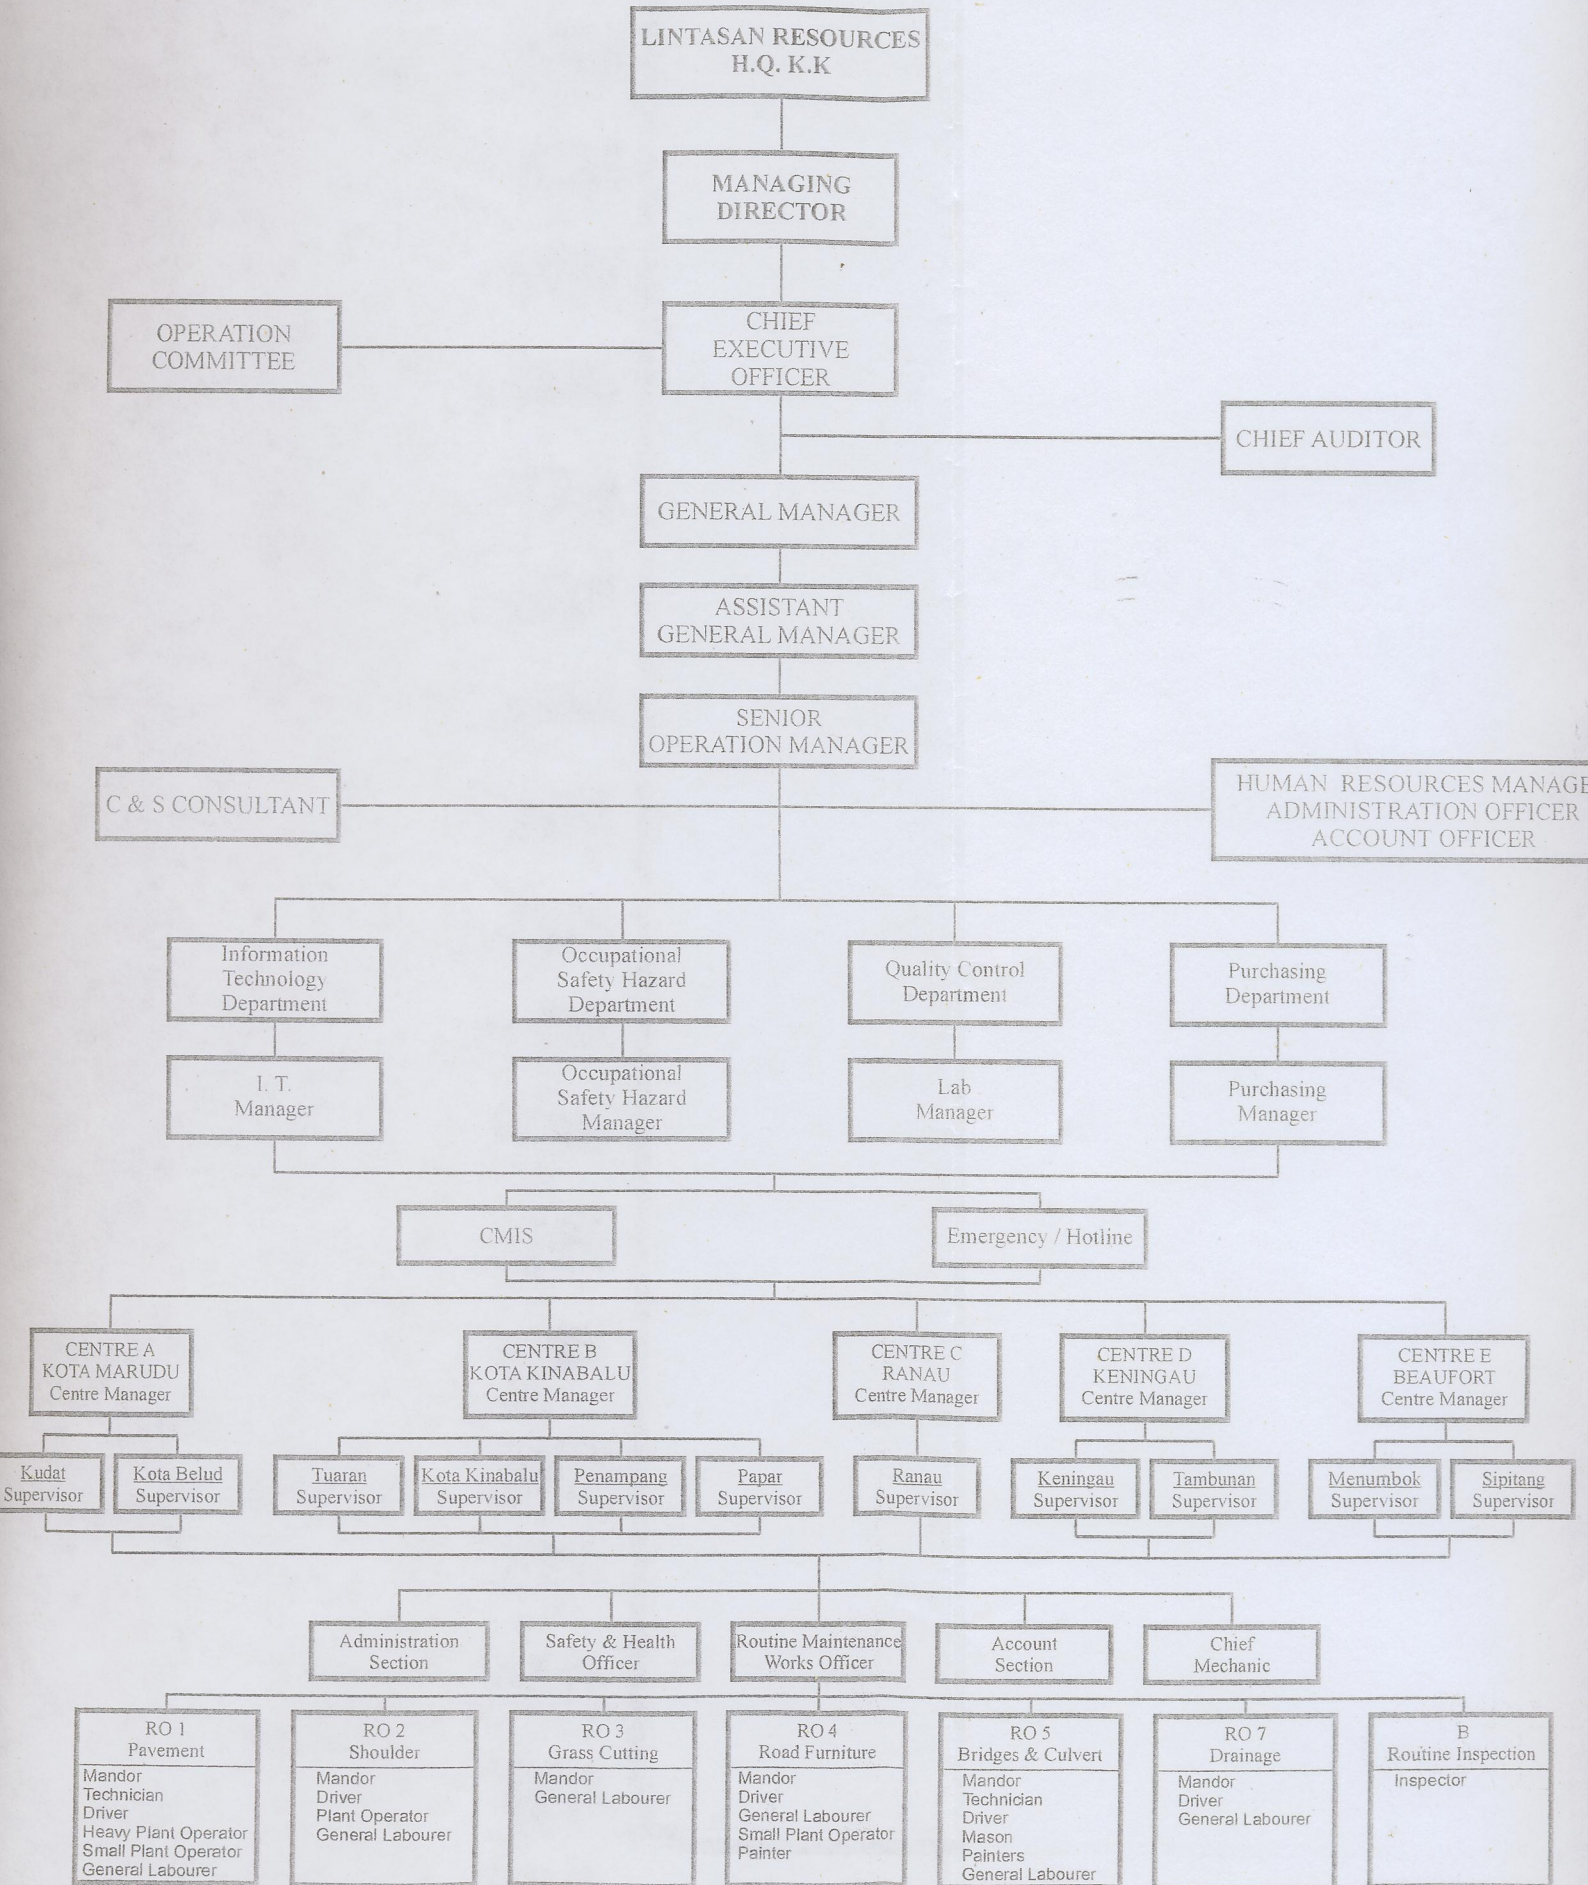 LINTASAN RESOURCES
H.Q. K.K
MANAGING
DIRECTOR
OPERATION
COMMITTEE
CHIEF
EXECUTIVE
OFFICER
CHIEF AUDITOR
GENERAL MANAGER
ASSISTANT
GENERAL MANAGER
SENIOR
OPERATION MANAGER
C & S CONSULTANT
HUMAN RESOURCES MANAGE
ADMINISTRATION OFFICER
ACCOUNT OFFICER
Information
Technology
Department
Occupational
Safety Hazard
Department
Quality Control
Department
Purchasing
Department
I. T.
Manager
Occupational
Safety Hazard
Manager
Lab
Manager
Purchasing
Manager
CMIS
Emergency / Hotline
CENTRE A
KOTA MARUDU
Centre Manager
CENTRE B
KOTA KINABALU
Centre Manager
CENTRE C
RANAU
Centre Manager
CENTRE D
KENINGAU
Centre Manager
CENTRE E
BEAUFORT
Centre Manager
Kudat
Supervisor
Kota Belud
Supervisor
Tuaran
Supervisor
Kota Kinabalu
Supervisor
Penampang
Supervisor
Papar
Supervisor
Ranau
Supervisor
Keningau
Supervisor
Tambunan
Supervisor
Menumbok
Supervisor
Sipitang
Supervisor
Administration
Section
Safety & Health
Officer
Routine Maintenance
Works Officer
Account
Section
Chief
Mechanic
RO 1
Pavement
Mandor
Technician
Driver
Heavy Plant Operator
Small Plant Operator
General Labourer
RO 2
Shoulder
Mandor
Driver
Plant Operator
General Labourer
RO 3
Grass Cutting
Mandor
General Labourer
RO 4
Road Furniture
Mandor
Driver
General Labourer
Small Plant Operator
Painter
RO 5
Bridges & Culvert
Mandor
Technician
Driver
Mason
Painters
General Labourer
RO 7
Drainage
Mandor
Driver
General Labourer
B
Routine Inspection
Inspector